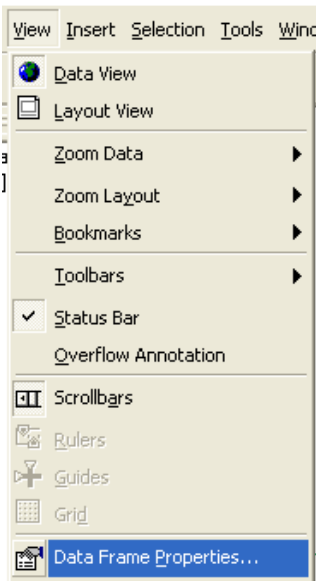 View Insert Selection Tools
Data View
Layout View
Zoom Data
Zoom Layout
Bookmarks
Toolbars
Status Bar
Overflow Annotation
Scrollbars
Rulers
Guides
Grid
Data Frame Properties...